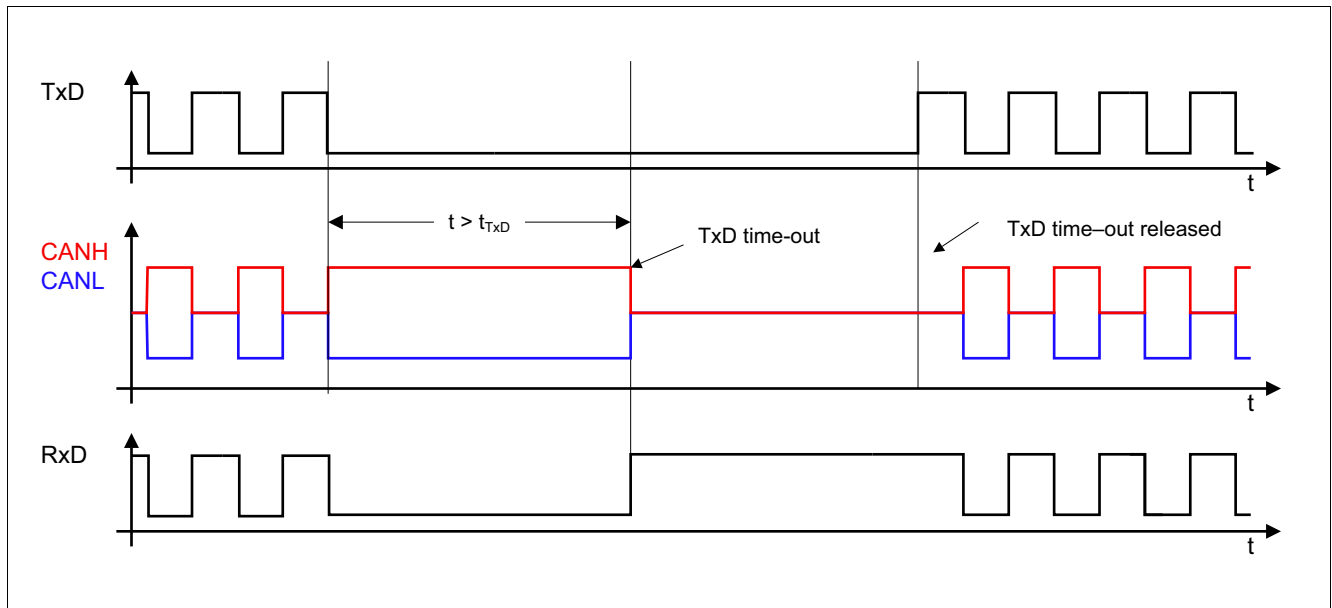 TxD
t
t > tTxD
TxD time-out
TxD time–out released
CANH
CANL
t
RxD
t